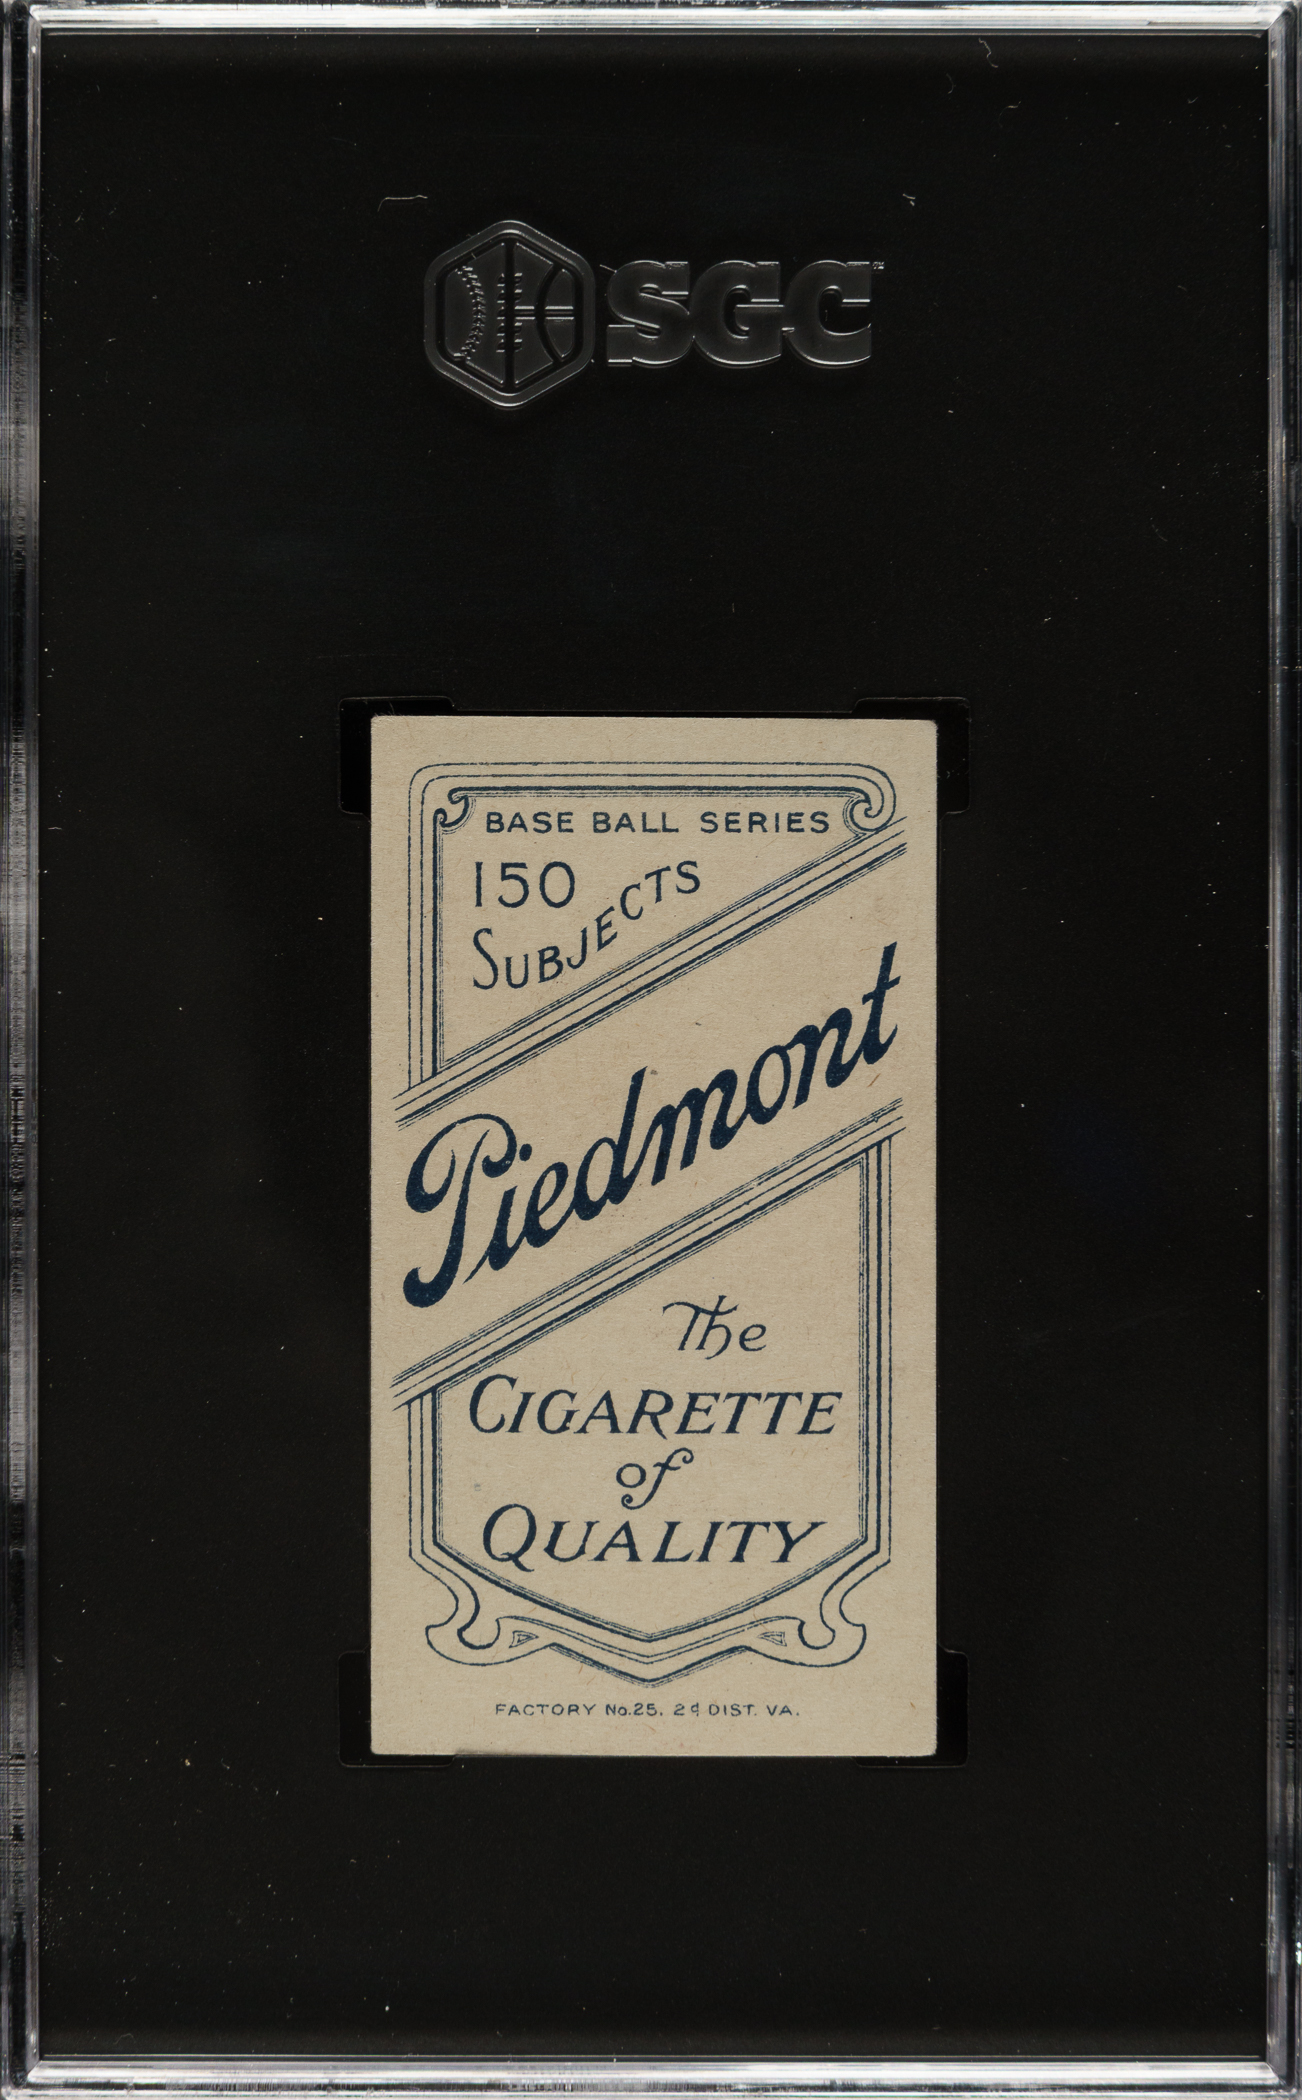 SGC
BASE BALL SERIES
150
SUBJECTS
Piedmont
The
CIGARETTE
of
QUALITY
FACTORY No.25. 2d DIST. VA.